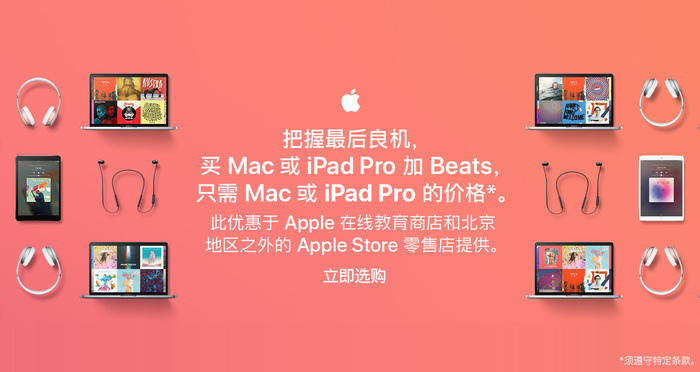 把握最后良机，
买 Mac 或 iPad Pro 加 Beats，
只需 Mac 或 iPad Pro 的价格*。
此优惠于 Apple 在线教育商店和北京
地区之外的 Apple Store 零售店提供。
立即选购
*须遵守特定条款。